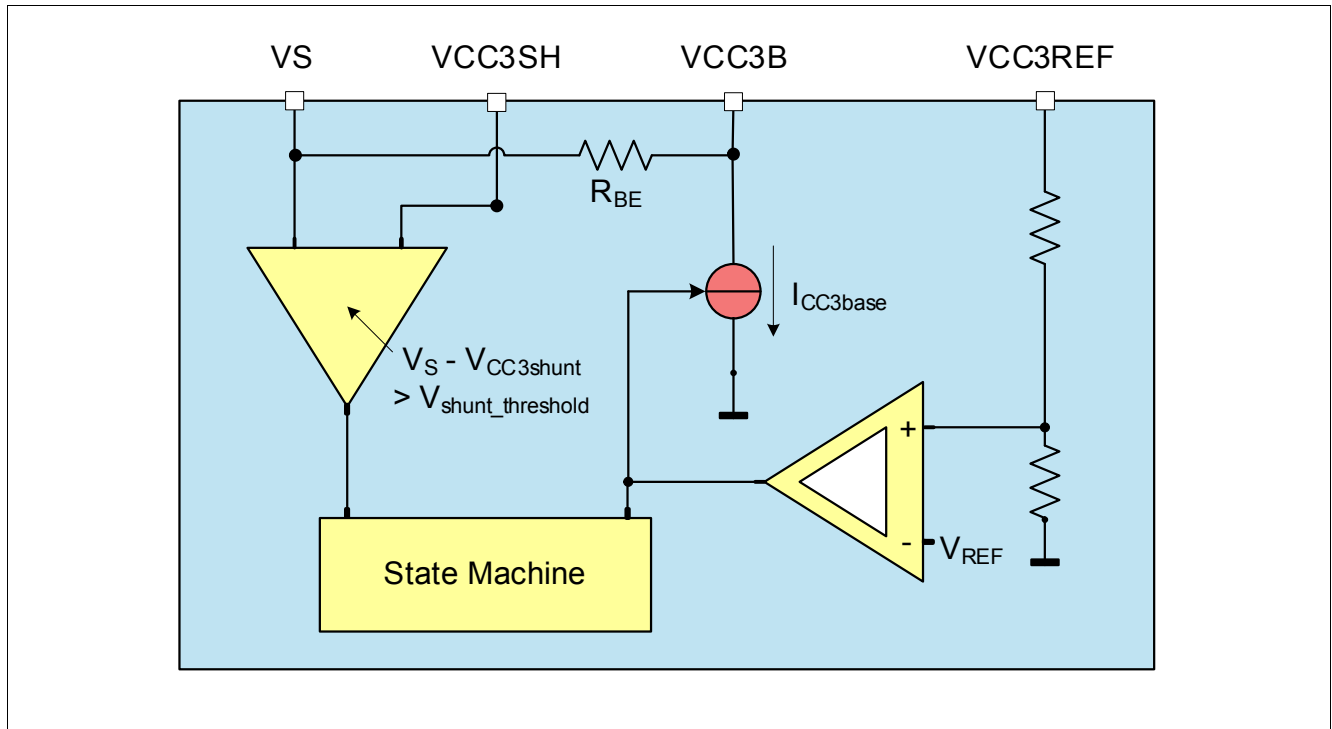 VS VCC3SH VCC3B VCC3REF
RBE
ICC3base
VS - VCC3shunt
> Vshunt_threshold
+
- VREF
State Machine